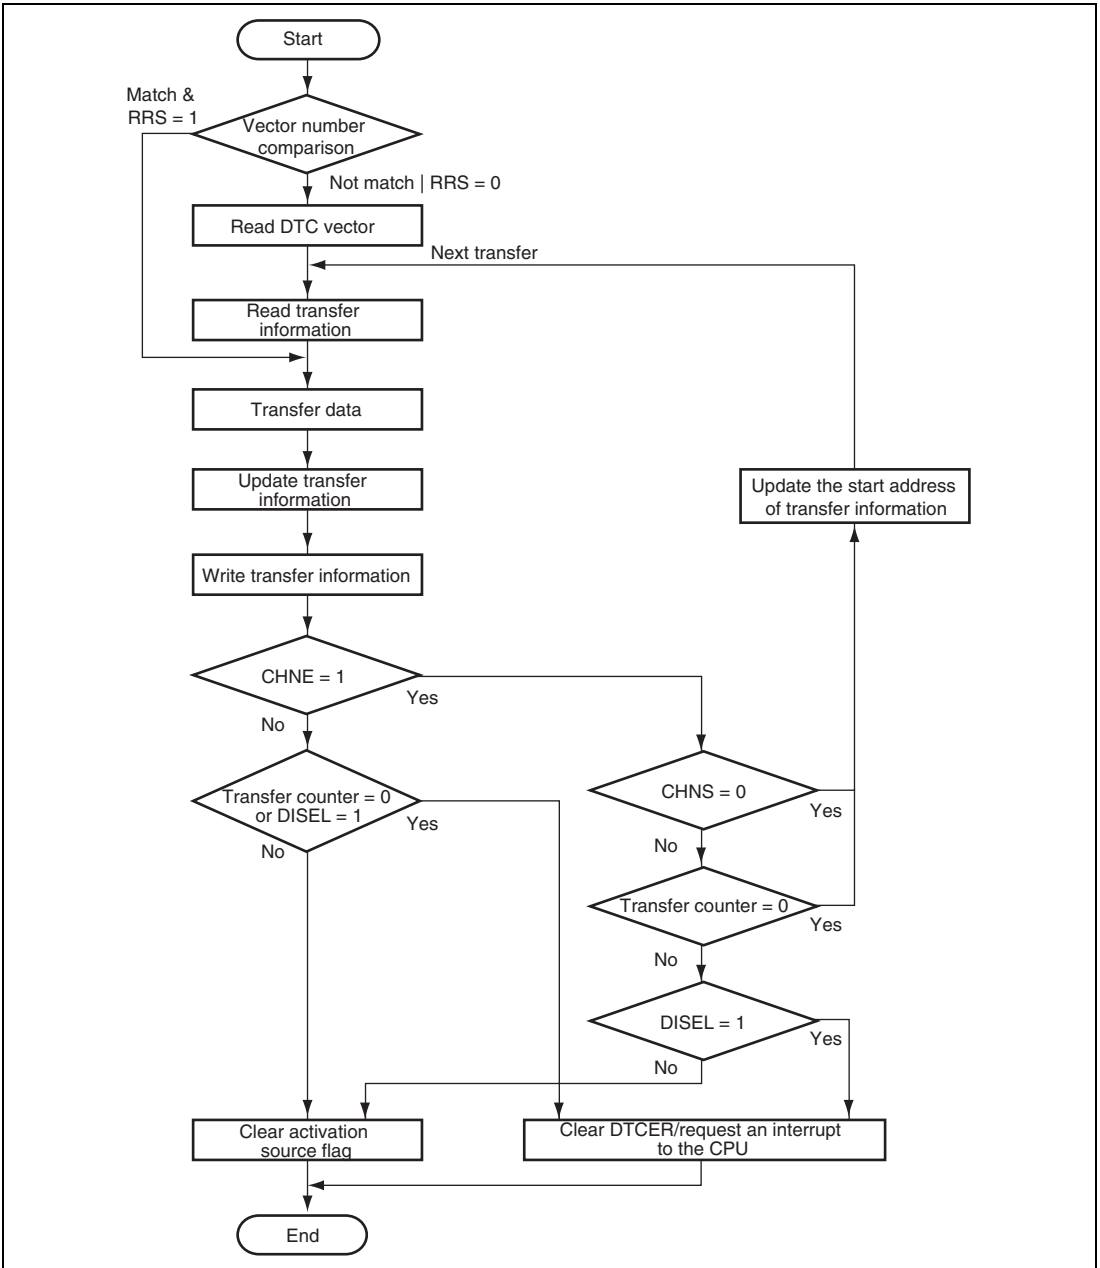 Start
Match &
RRS = 1
Vector number
comparison
Not match | RRS = 0
Read DTC vector
Next transfer
Read transfer
information
Transfer data
Update transfer
information
Update the start address
of transfer information
Write transfer information
CHNE = 1
Yes
No
CHNS = 0
Yes
No
Transfer counter = 0
or DISEL = 1
Yes
No
Transfer counter = 0
Yes
No
DISEL = 1
Yes
No
Clear activation
source flag
Clear DTCER/request an interrupt
to the CPU
End